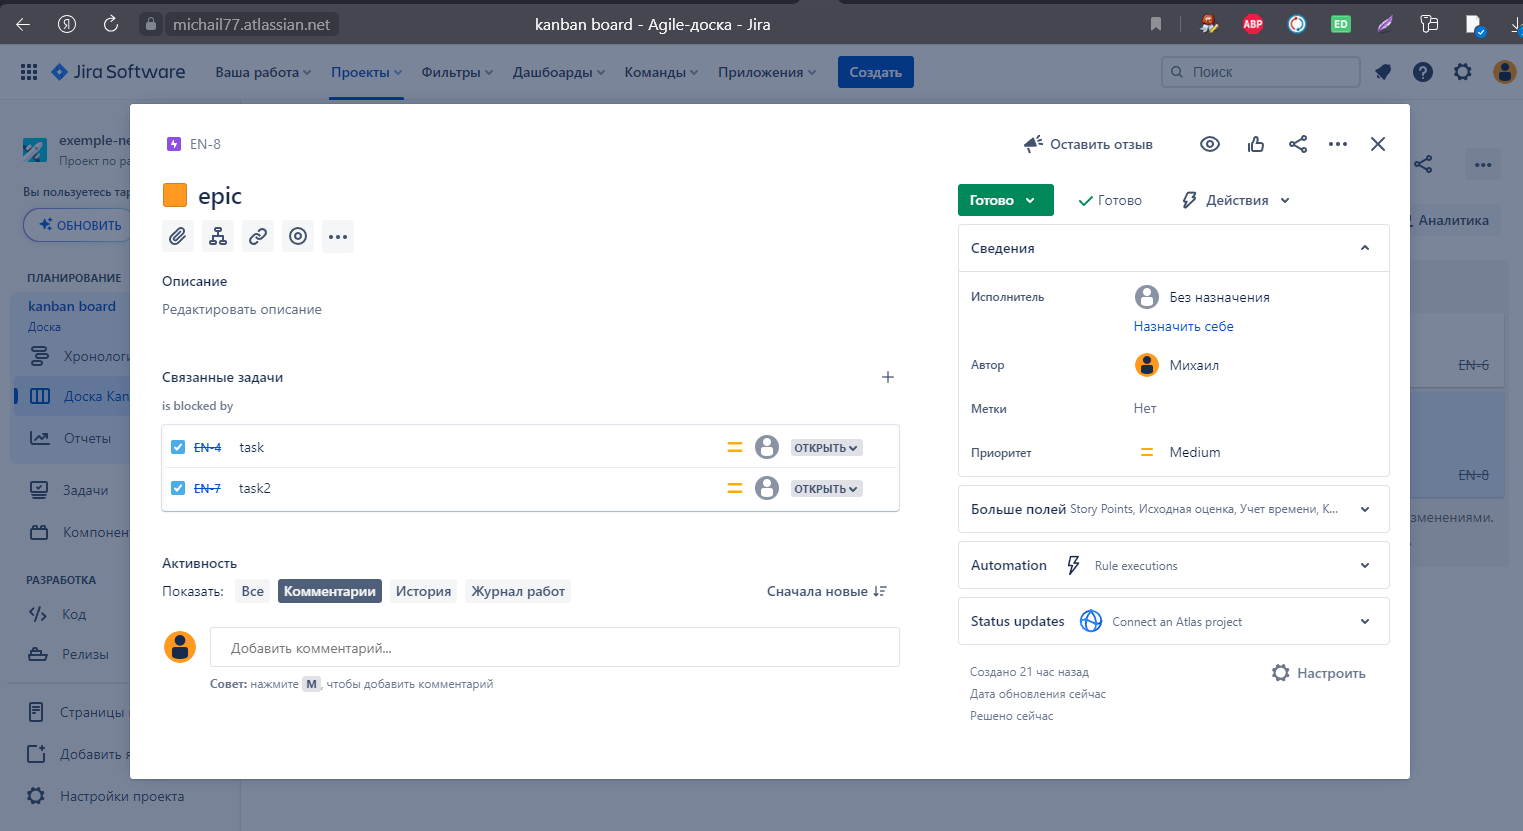 michail77.atlassian.net
kanban board - Agile-доска - Jira
ABP
ED
Jira Software
Ваша работа
Проекты
Фильтры
Дашборды
Команды
Приложения
Создать
Поиск
exemple-ne
Проект по ра
Вы пользуетесь тар
ОБНОВИТЬ
ПЛАНИРОВАНИЕ
kanban board
Доска
Хронологи
Доска Kan
Отчеты
Задачи
Компонен
РАЗРАБОТКА
Код
Релизы
Страницы
Добавить я
Настройки проекта
EN-8
epic
Описание
Редактировать описание
Связанные задачи
is blocked by
EN-4 task ОТКРЫТЬ
EN-7 task2 ОТКРЫТЬ
Активность
Показать: Все Комментарии История Журнал работ Сначала новые
Добавить комментарий...
Совет: нажмите M, чтобы добавить комментарий
Оставить отзыв
Готово Готово Действия
Сведения
Исполнитель Без назначения
Назначить себе
Автор Михаил
Метки Нет
Приоритет Medium
Больше полей Story Points, Исходная оценка, Учет времени, К...
Automation Rule executions
Status updates Connect an Atlas project
Создано 21 час назад
Дата обновления сейчас
Решено сейчас
Настроить
Аналитика
EN-6
EN-8
зменениями.